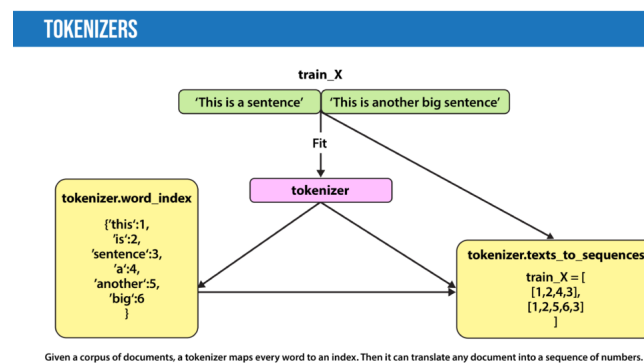 TOKENIZERS
train_X
‘This is a sentence’ ‘This is another big sentence’
Fit
tokenizer
tokenizer.word_index
{'this':1,
'is':2,
'sentence':3,
'a':4,
'another':5,
'big':6
}
tokenizer.texts_to_sequences
train_X = [
[1,2,4,3],
[1,2,5,6,3]
]
Given a corpus of documents, a tokenizer maps every word to an index. Then it can translate any document into a sequence of numbers.